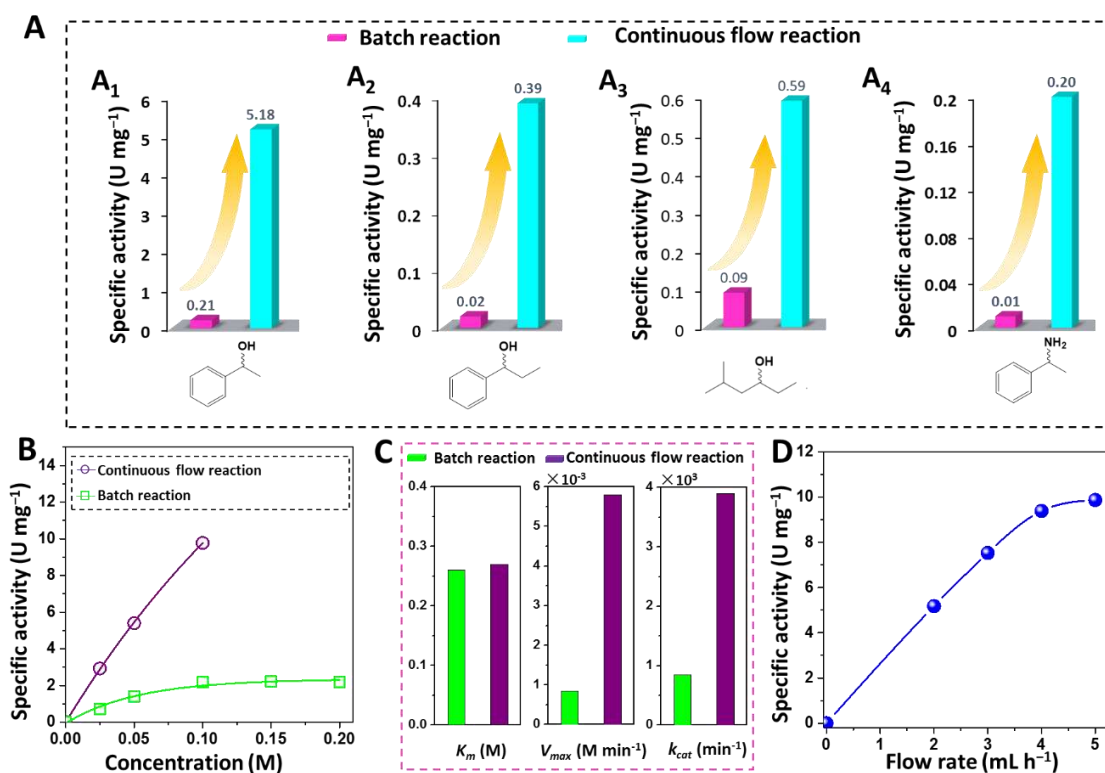 A
Batch reaction
Continuous flow reaction
A1
Specific activity (U mg⁻¹)
6
5
4
3
2
1
0
0.21
5.18
OH
A2
Specific activity (U mg⁻¹)
0.4
0.3
0.2
0.1
0
0.02
0.39
OH
A3
Specific activity (U mg⁻¹)
0.6
0.5
0.4
0.3
0.2
0.1
0
0.09
0.59
OH
A4
Specific activity (U mg⁻¹)
0.2
0.16
0.12
0.08
0.04
0
0.01
0.20
NH₂
B
Continuous flow reaction
Batch reaction
Specific activity (U mg⁻¹)
14
12
10
8
6
4
2
0
0.00 0.05 0.10 0.15 0.20
Concentration (M)
C
Batch reaction
Continuous flow reaction
0.4
0.3
0.2
0.1
0.0
Km (M)
6 ×10⁻³
4
2
0
Vmax (M min⁻¹)
4 ×10³
3
2
1
0
kcat (min⁻¹)
D
Specific activity (U mg⁻¹)
12
10
8
6
4
2
0
0 1 2 3 4 5
Flow rate (mL h⁻¹)